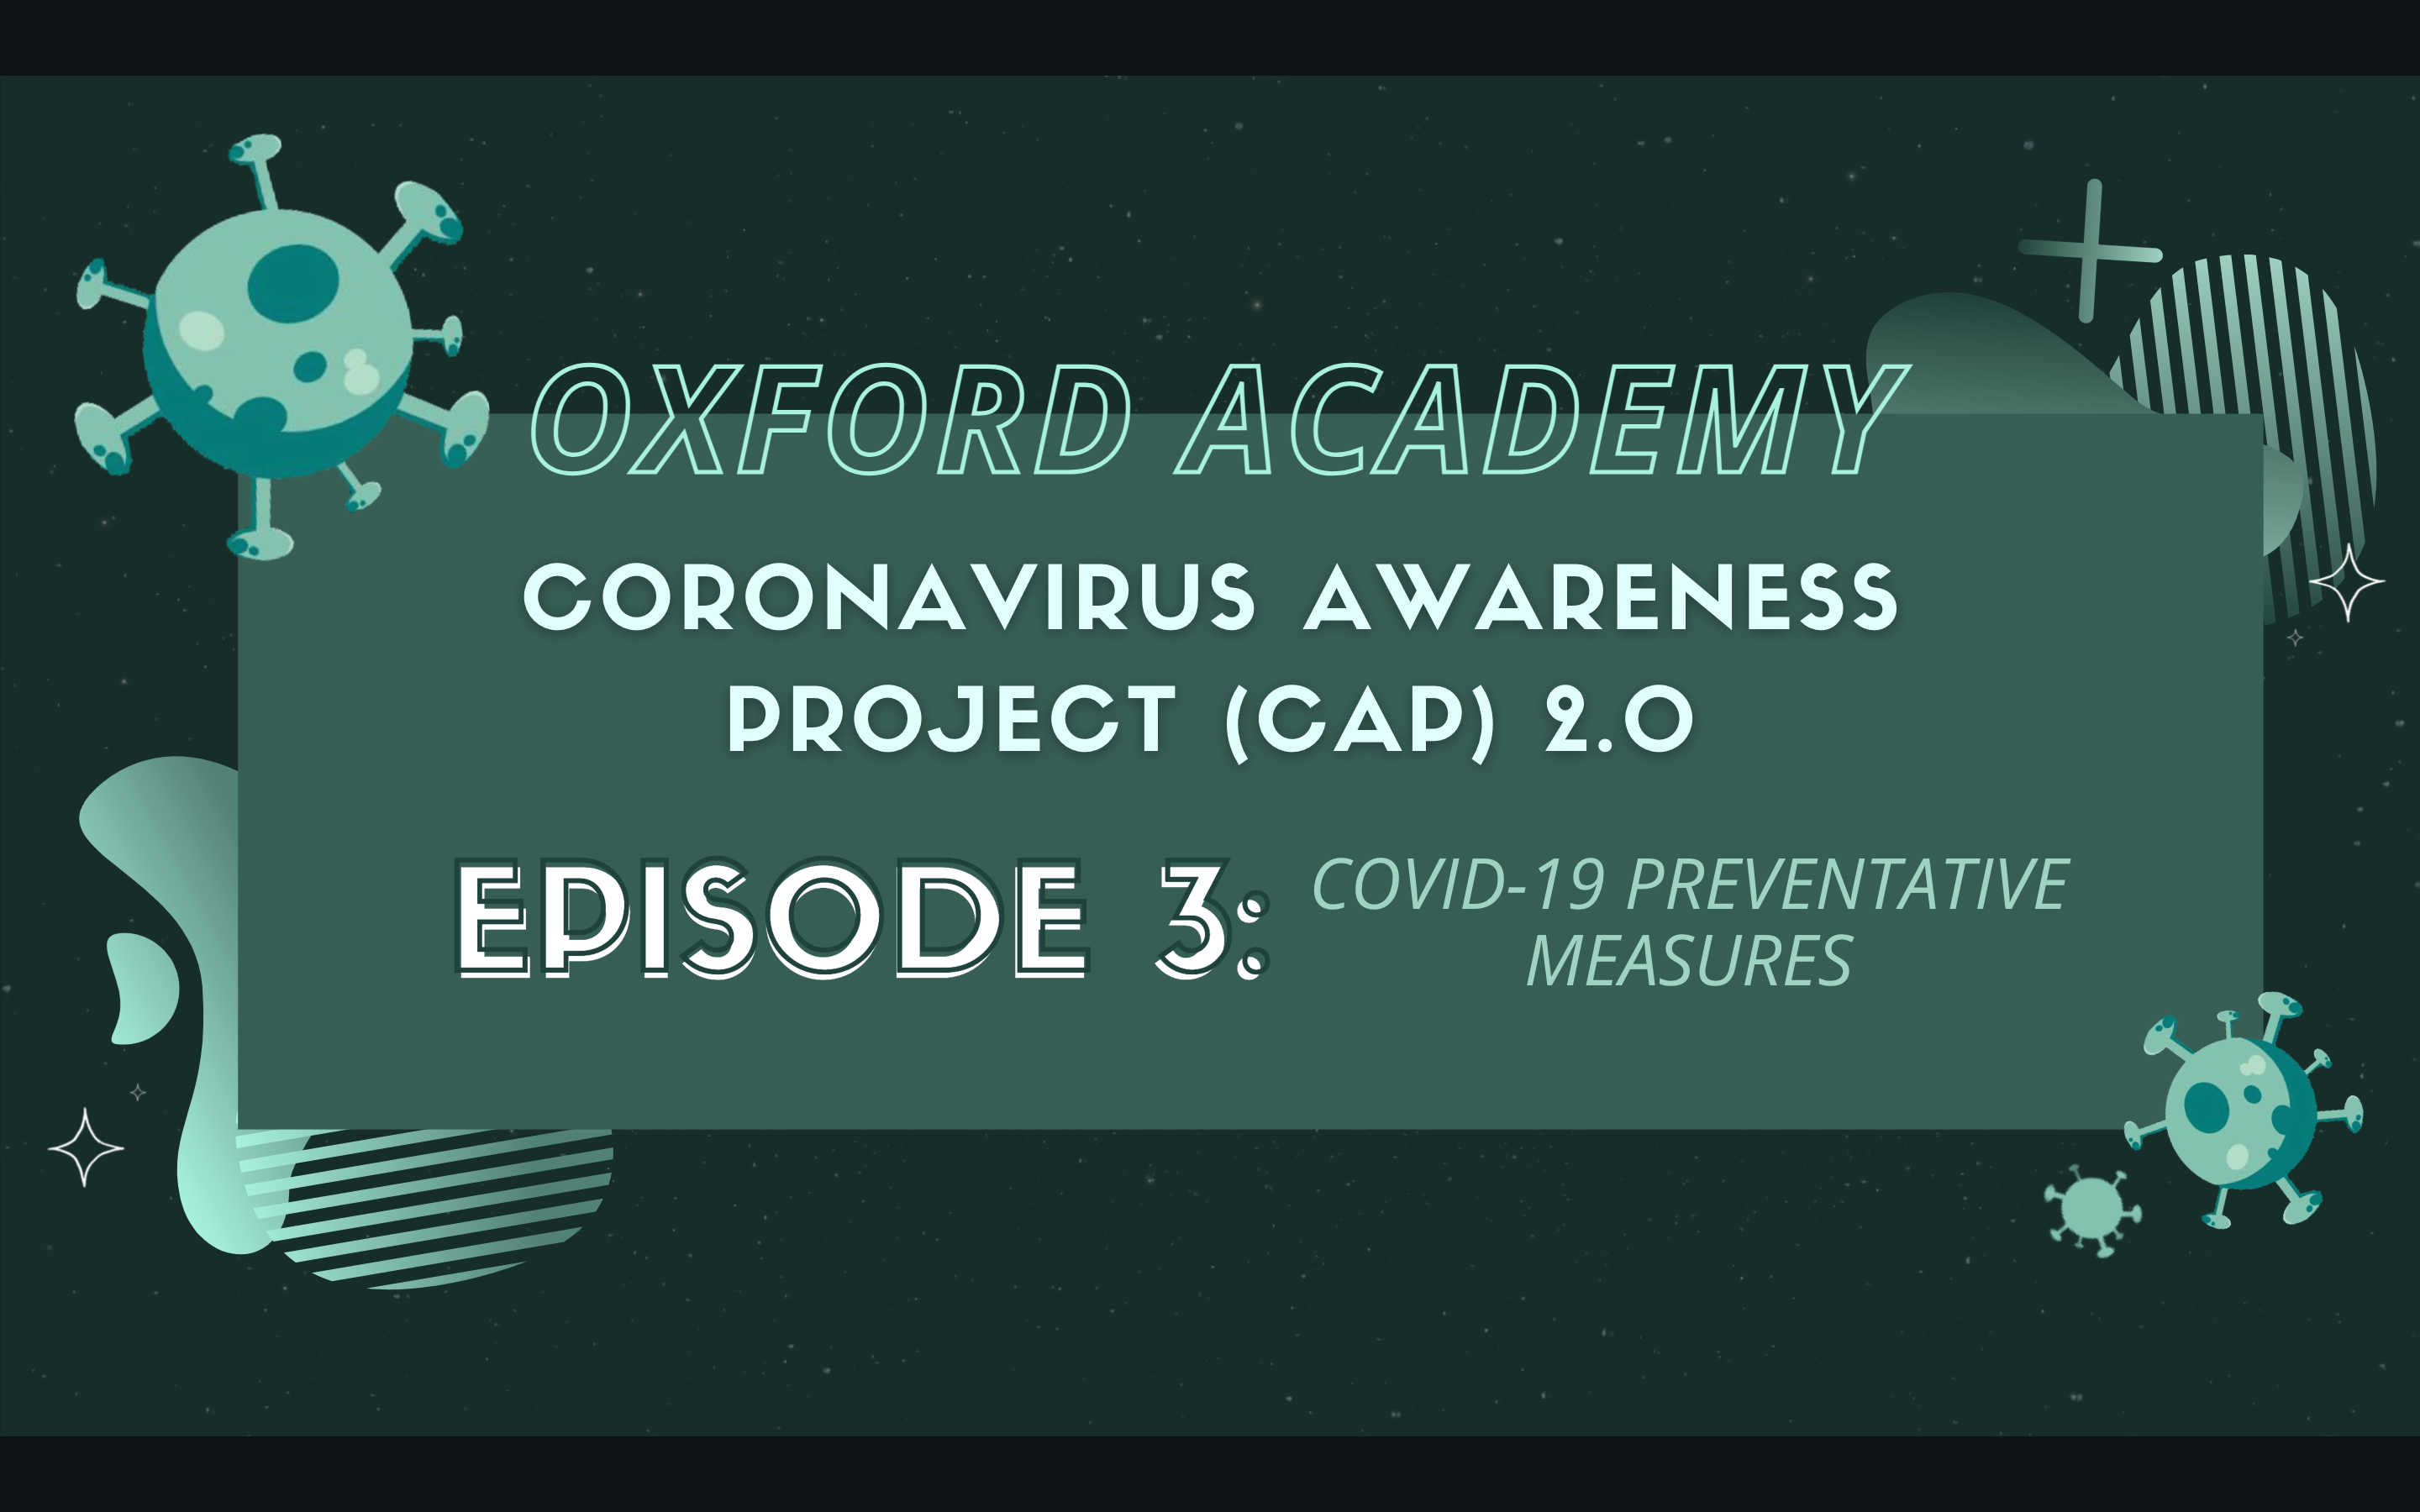 OXFORD ACADEMY
CORONAVIRUS AWARENESS
PROJECT (CAP) 2.0
EPISODE 3: COVID-19 PREVENTATIVE
MEASURES